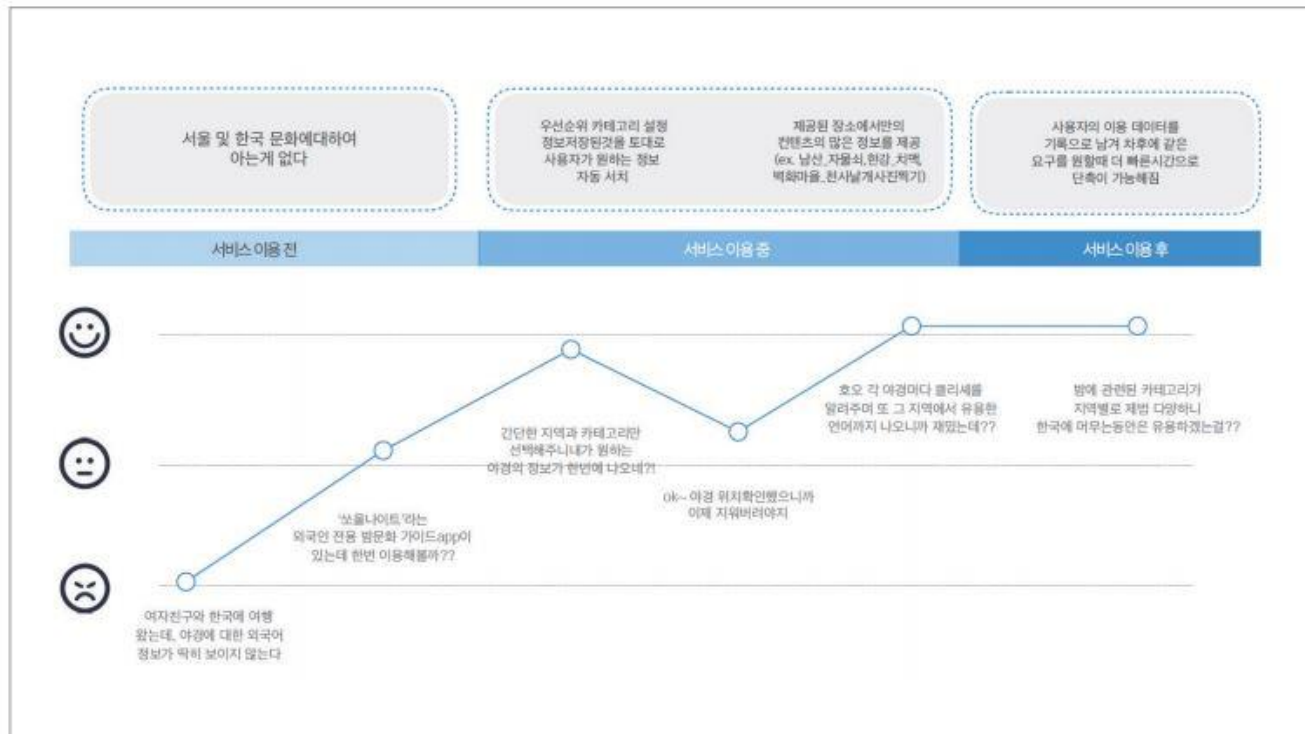 서울 및 한국 문화에대하여
아는게 없다
우선순위 카테고리 설정
정보저장된것을 토대로
사용자가 원하는 정보
자동 서치
제공된 장소에서만의
컨텐츠의 많은 정보를 제공
(ex. 남산_자물쇠,한강_치맥,
벽화마을_천사날개사진찍기)
사용자의 이용 데이터를
기록으로 남겨 차후에 같은
요구를 원할때 더 빠른시간으로
단축이 가능해짐
서비스 이용 전
서비스 이용 중
서비스 이용 후
여자친구와 한국에 여행
왔는데, 야경에 대한 외국어
정보가 딱히 보이지 않는다
'쏘울나이트'라는
외국인 전용 밤문화 가이드app이
있는데 한번 이용해볼까??
간단한 지역과 카테고리만
선택해주니내가 원하는
야경의 정보가 한번에 나오네?!
ok~ 야경 위치확인했으니까
이제 지워버려야지
호오 각 야경마다 클리셰를
알려주며 또 그 지역에서 유용한
언어까지 나오니까 재밌는데??
밤에 관련된 카테고리가
지역별로 제법 다양하니
한국에 머무는동안은 유용하겠는걸??